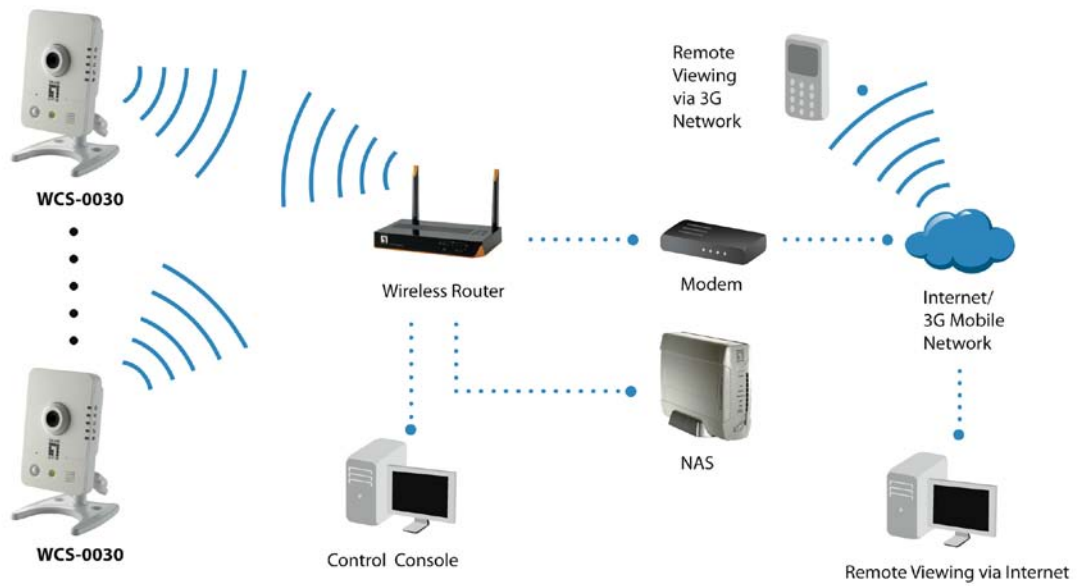 WCS-0030
WCS-0030
Wireless Router
Control Console
Modem
NAS
Remote
Viewing
via 3G
Network
Internet/
3G Mobile
Network
Remote Viewing via Internet